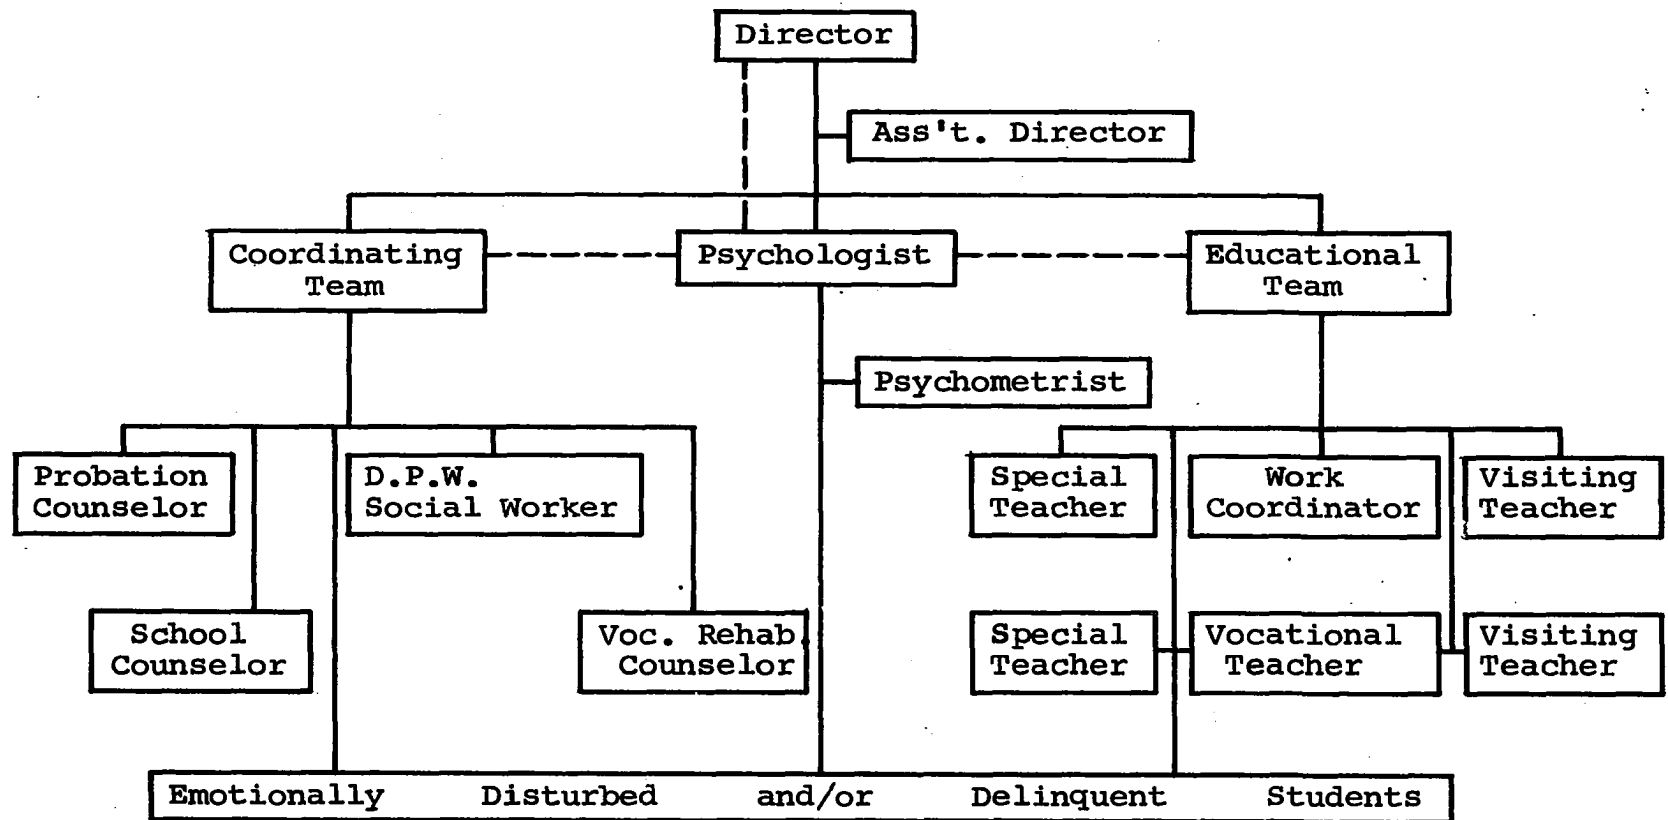 Director
Ass't. Director
Coordinating
Team
Psychologist
Educational
Team
Psychometrist
Probation
Counselor
D.P.W.
Social Worker
Special
Teacher
Work
Coordinator
Visiting
Teacher
School
Counselor
Voc. Rehab.
Counselor
Special
Teacher
Vocational
Teacher
Visiting
Teacher
Emotionally Disturbed and/or Delinquent Students